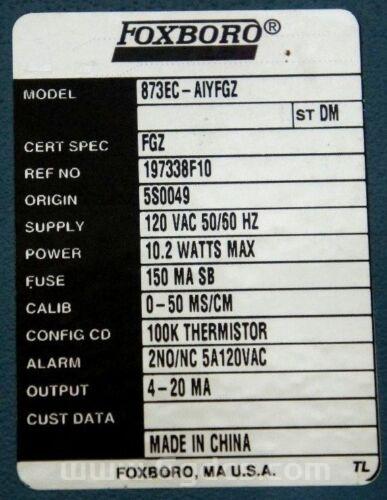 FOXBORO®
MODEL 873EC-AIYFGZ
ST DM
CERT SPEC FGZ
REF NO 197338F10
ORIGIN 5S0049
SUPPLY 120 VAC 50/60 HZ
POWER 10.2 WATTS MAX
FUSE 150 MA SB
CALIB 0-50 MS/CM
CONFIG CD 100K THERMISTOR
ALARM 2NO/NC 5A120VAC
OUTPUT 4-20 MA
CUST DATA
MADE IN CHINA
FOXBORO, MA U.S.A. TL